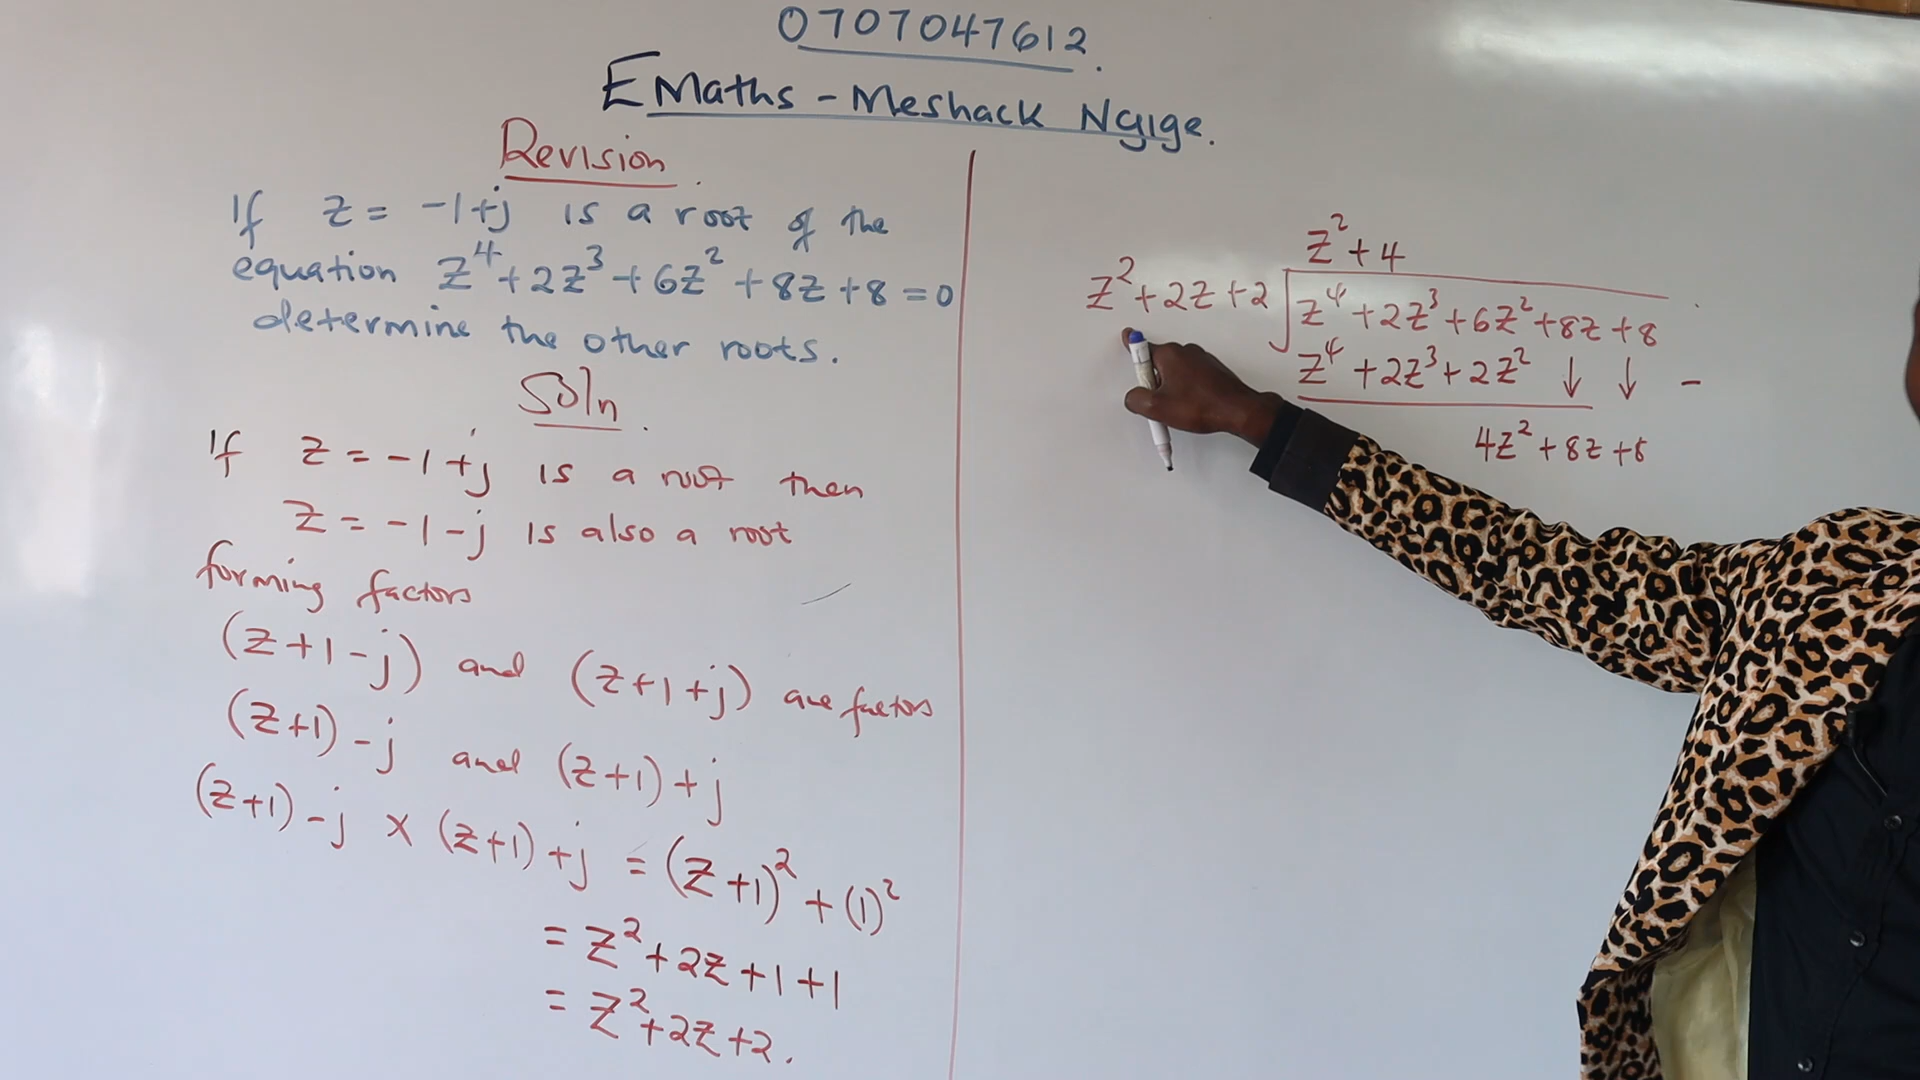 0707047612.
EMaths - Meshack Ngige.
Revision
If z = -1+j is a root of the
equation z⁴+2z³+6z²+8z+8=0
determine the other roots.
Soln.
If z = -1+j is a root then
z = -1-j is also a root
forming factors
(z+1-j) and (z+1+j) are factors
(z+1)-j and (z+1)+j
(z+1)-j × (z+1)+j = (z+1)²+(1)²
= z²+2z+1+1
= z²+2z+2.
z²+4
z²+2z+2 z⁴+2z³+6z²+8z+8
z⁴+2z³+2z² ↓ ↓ -
4z²+8z+8